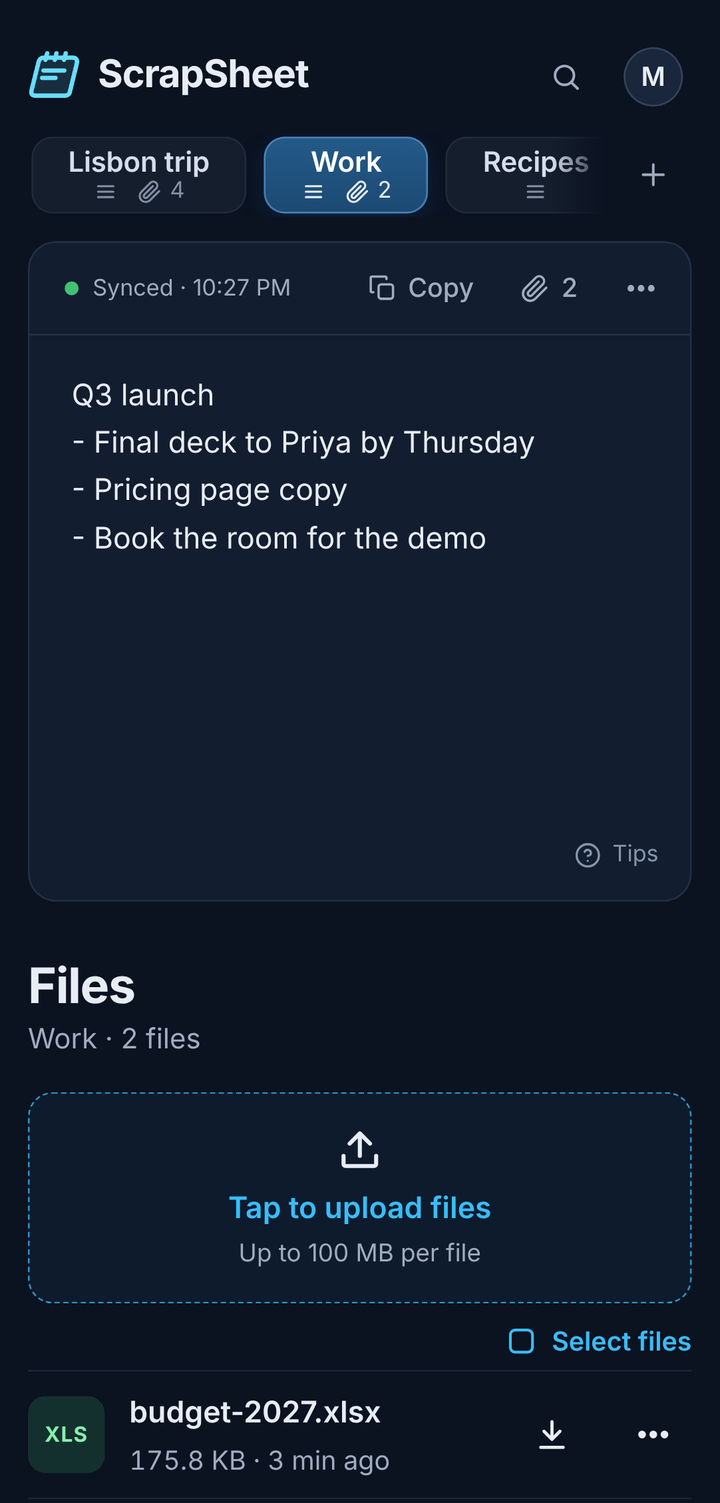 ScrapSheet
M
Lisbon trip
4
Work
2
Recipes
Synced · 10:27 PM
Copy
2
Q3 launch
- Final deck to Priya by Thursday
- Pricing page copy
- Book the room for the demo
Tips
Files
Work · 2 files
Tap to upload files
Up to 100 MB per file
Select files
XLS
budget-2027.xlsx
175.8 KB · 3 min ago